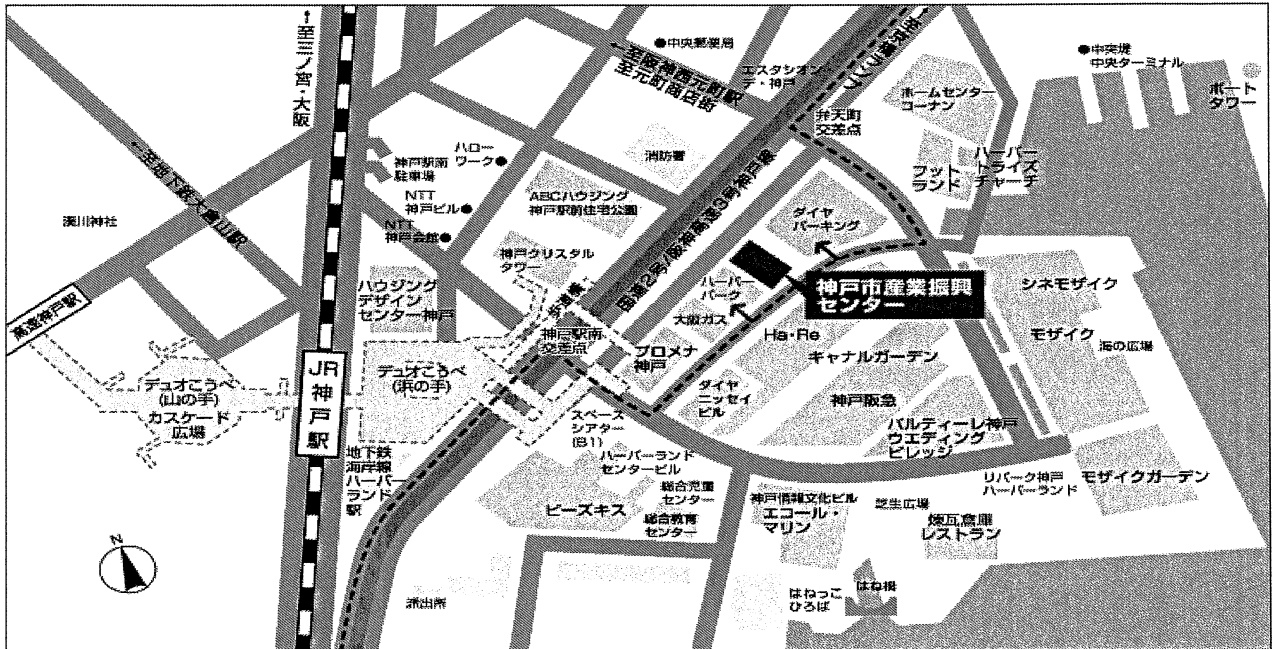 ↑至三ノ宮・大阪
←至地下鉄大倉山駅
湊川神社
高速神戸駅
デュオこうべ
(山の手)
カスケード
広場
JR神戸駅
神戸駅南
駐車場
ハロー
ワーク
NTT
神戸ビル
NTT
神戸会館
ハウジング
デザイン
センター神戸
デュオこうべ
(浜の手)
地下鉄
海岸線
ハーバー
ランド
駅
派出所
中央郵便局
←至阪神西元町駅
至元町商店街
エスタシオン・
デ・神戸
消防署
ABCハウジング
神戸駅前住宅公園
神戸クリスタル
タワー
歩道橋
神戸駅南
交差点
国道2号/阪神高速3号神戸線
↑至京橋ランプ
弁天町
交差点
ホームセンター
コーナン
フット
ランド
ハーバー
トライズ
チャーチ
中突堤
中央ターミナル
ポート
タワー
ダイヤ
パーキング
神戸市産業振興
センター
ハーバー
パーク
大阪ガス
Ha・Re
プロメナ
神戸
ダイヤ
ニッセイ
ビル
キャナルガーデン
神戸阪急
パルティーレ神戸
ウエディング
ビレッジ
シネモザイク
モザイク
海の広場
リパーク神戸
ハーバーランド
モザイクガーデン
スペース
シアター
(B1)
ハーバーランド
センタービル
ビーズキス
総合児童
センター
総合教育
センター
神戸情報文化ビル
エコール・
マリン
芝生広場
煉瓦倉庫
レストラン
はねっこ
ひろば
はね橋
N